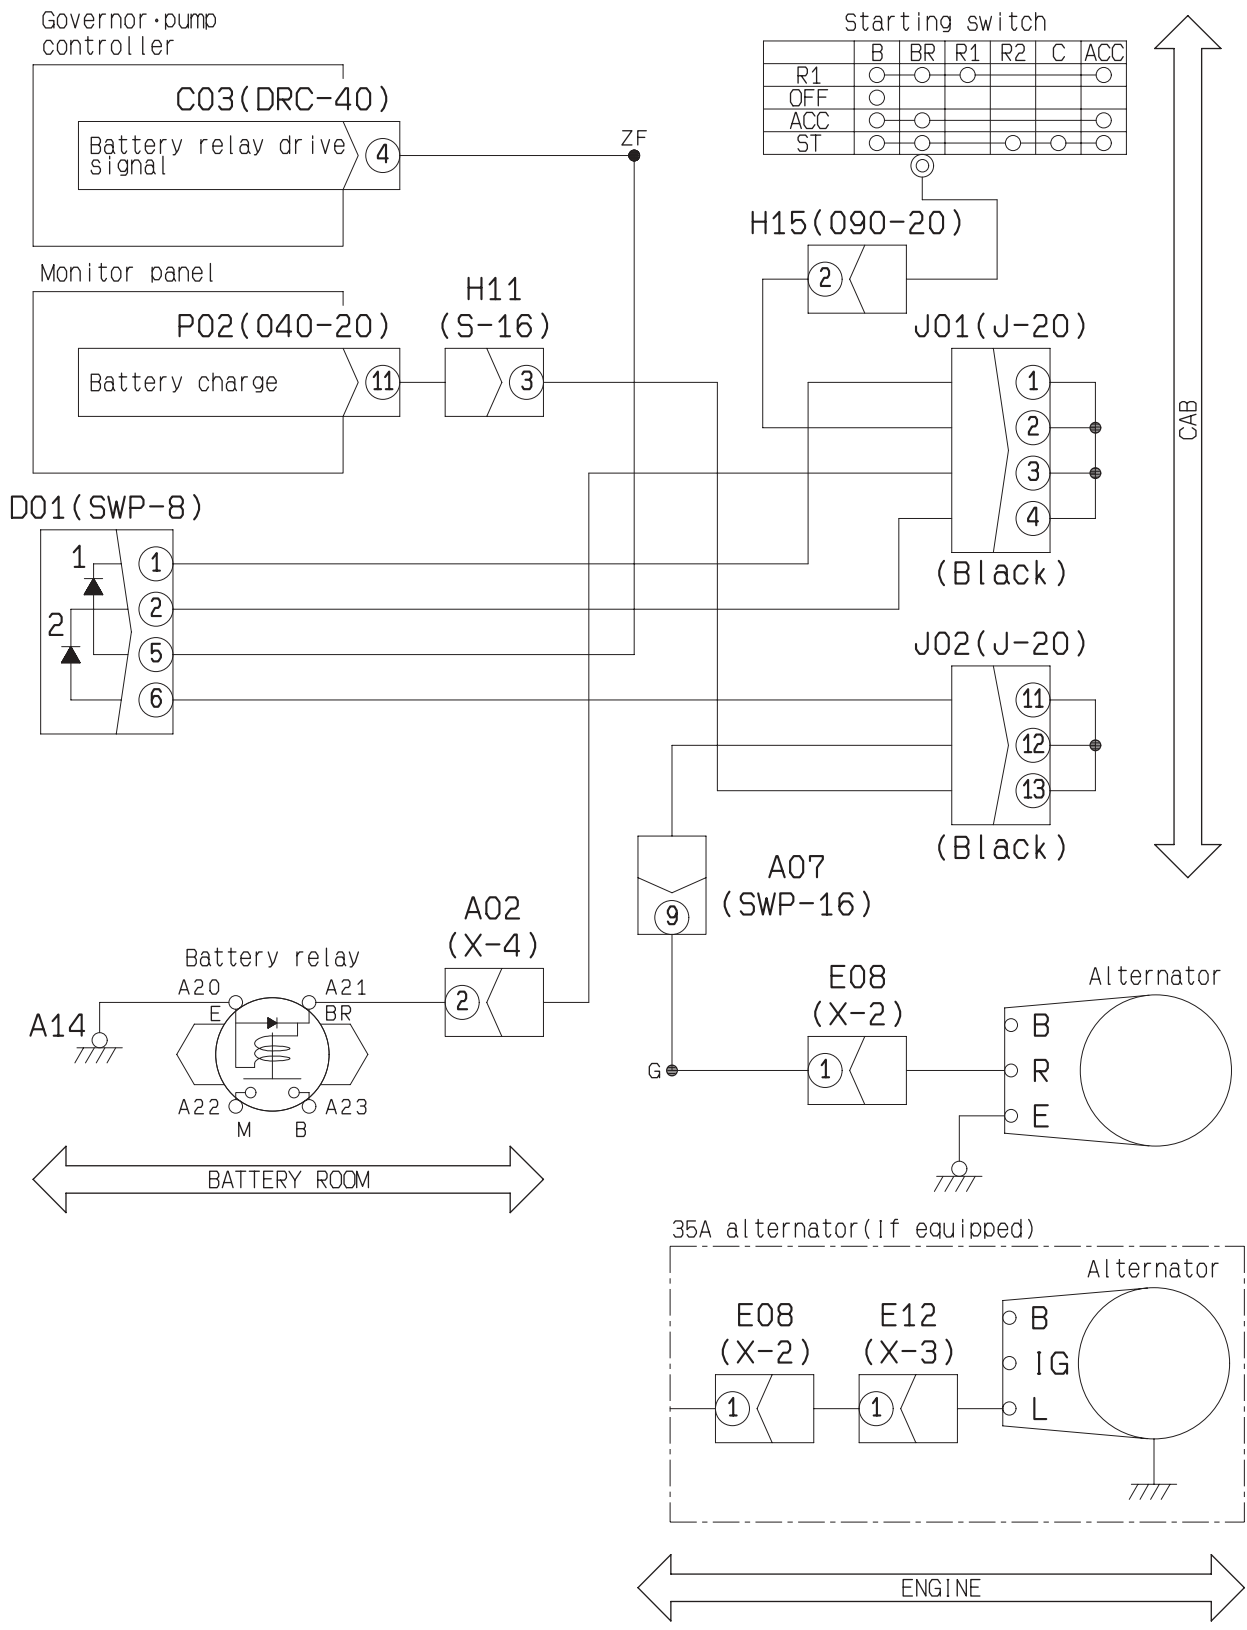 Governor·pump
controller
C03(DRC-40)
Battery relay drive
signal
4
ZF
Starting switch
B BR R1 R2 C ACC
R1
OFF
ACC
ST
H15(090-20)
2
Monitor panel
P02(040-20)
Battery charge
11
H11
(S-16)
3
J01(J-20)
1
2
3
4
(Black)
CAB
D01(SWP-8)
1
2
1
2
5
6
J02(J-20)
11
12
13
(Black)
A07
(SWP-16)
9
A02
(X-4)
2
Battery relay
A20
A21
E
BR
A14
A22
A23
M
B
BATTERY ROOM
G
E08
(X-2)
1
Alternator
B
R
E
35A alternator(If equipped)
Alternator
E08
(X-2)
1
E12
(X-3)
1
B
IG
L
ENGINE